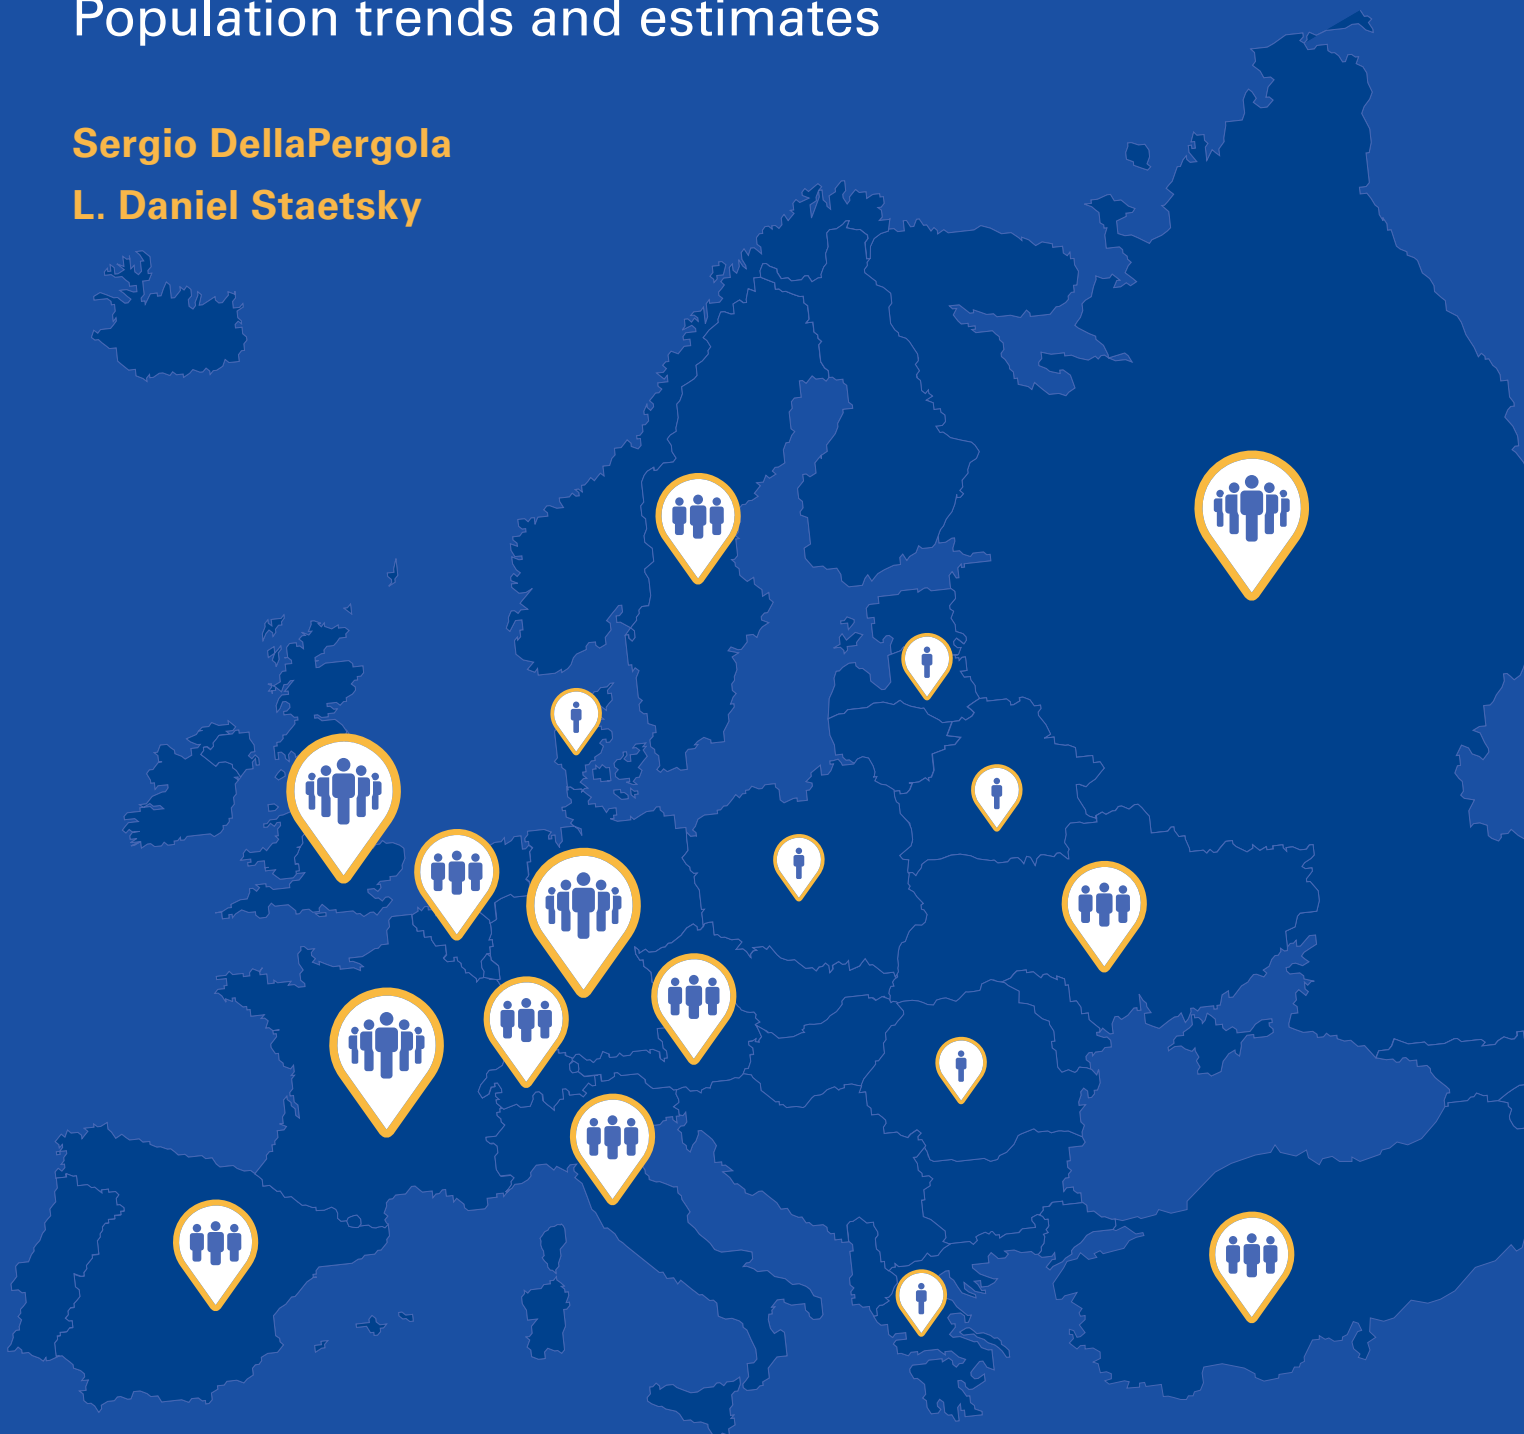 Population trends and estimates
Sergio DellaPergola
L. Daniel Staetsky